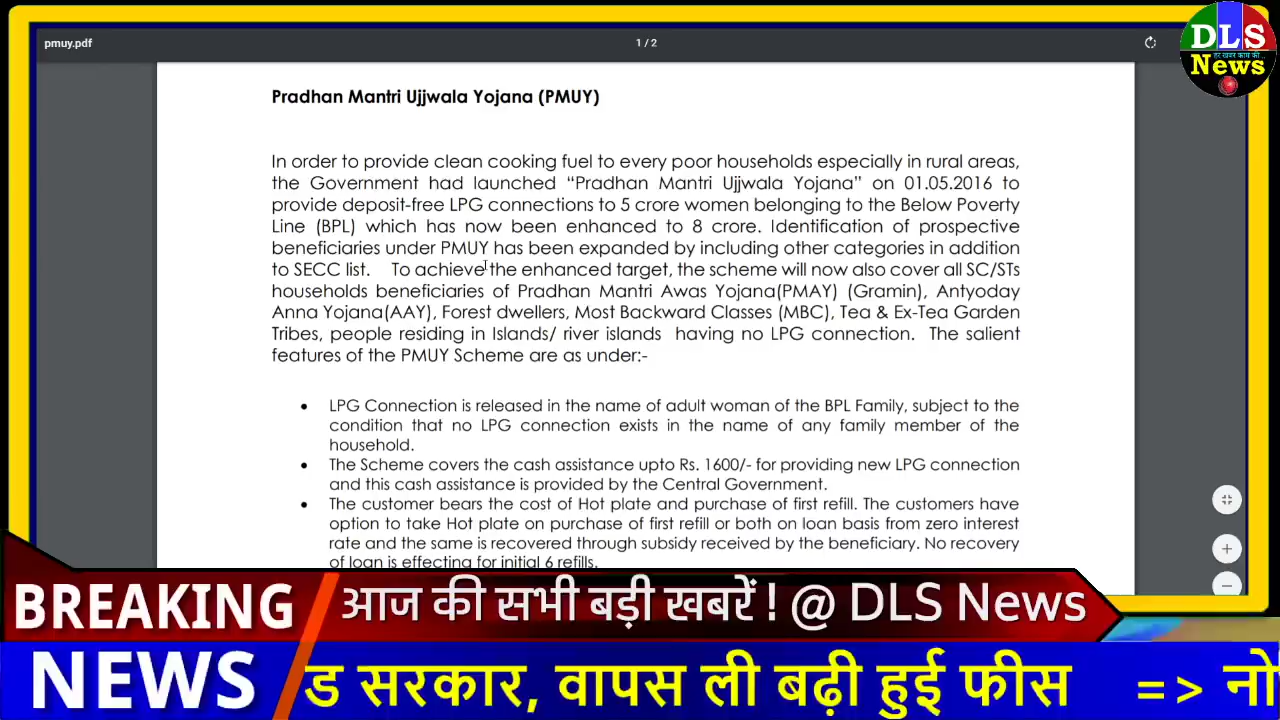 pmuy.pdf
1 / 2
DLS
हर खबर काम की..
News
Pradhan Mantri Ujjwala Yojana (PMUY)
In order to provide clean cooking fuel to every poor households especially in rural areas,
the Government had launched “Pradhan Mantri Ujjwala Yojana” on 01.05.2016 to
provide deposit-free LPG connections to 5 crore women belonging to the Below Poverty
Line (BPL) which has now been enhanced to 8 crore. Identification of prospective
beneficiaries under PMUY has been expanded by including other categories in addition
to SECC list. To achieve the enhanced target, the scheme will now also cover all SC/STs
households beneficiaries of Pradhan Mantri Awas Yojana(PMAY) (Gramin), Antyoday
Anna Yojana(AAY), Forest dwellers, Most Backward Classes (MBC), Tea & Ex-Tea Garden
Tribes, people residing in Islands/ river islands having no LPG connection. The salient
features of the PMUY Scheme are as under:-
• LPG Connection is released in the name of adult woman of the BPL Family, subject to the
condition that no LPG connection exists in the name of any family member of the
household.
• The Scheme covers the cash assistance upto Rs. 1600/- for providing new LPG connection
and this cash assistance is provided by the Central Government.
• The customer bears the cost of Hot plate and purchase of first refill. The customers have
option to take Hot plate on purchase of first refill or both on loan basis from zero interest
rate and the same is recovered through subsidy received by the beneficiary. No recovery
of loan is effecting for initial 6 refills.
BREAKING
आज की सभी बड़ी खबरें ! @ DLS News
NEWS
ड सरकार, वापस ली बढ़ी हुई फीस => नो